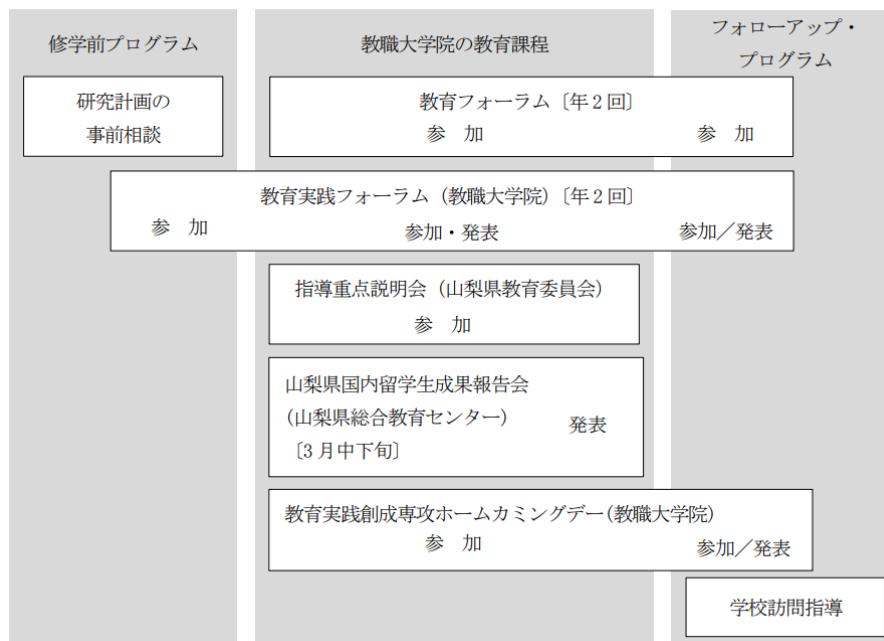 修学前プログラム
教職大学院の教育課程
フォローアップ・
プログラム
研究計画の
事前相談
教育フォーラム〔年2回〕
参　加
参　加
教育実践フォーラム（教職大学院）〔年2回〕
参　加
参加・発表
参加／発表
指導重点説明会（山梨県教育委員会）
参　加
山梨県国内留学生成果報告会
(山梨県総合教育センター)
〔3月中下旬〕
発表
教育実践創成専攻ホームカミングデー(教職大学院)
参　加
参加／発表
学校訪問指導